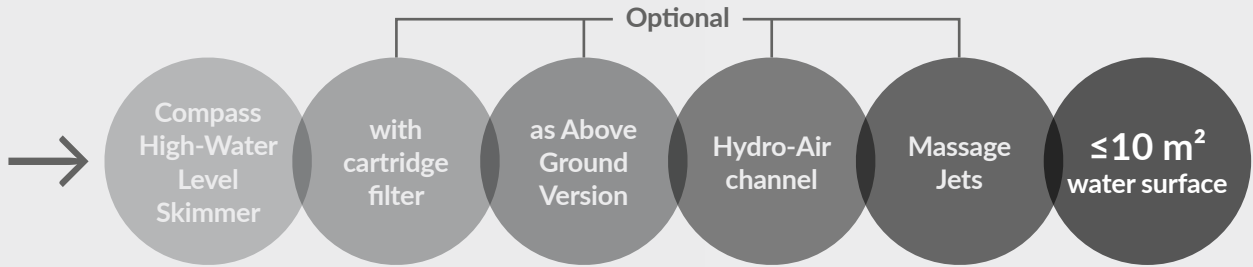 Optional
Compass
High-Water
Level
Skimmer
with
cartridge
filter
as Above
Ground
Version
Hydro-Air
channel
Massage
Jets
≤10 m²
water surface